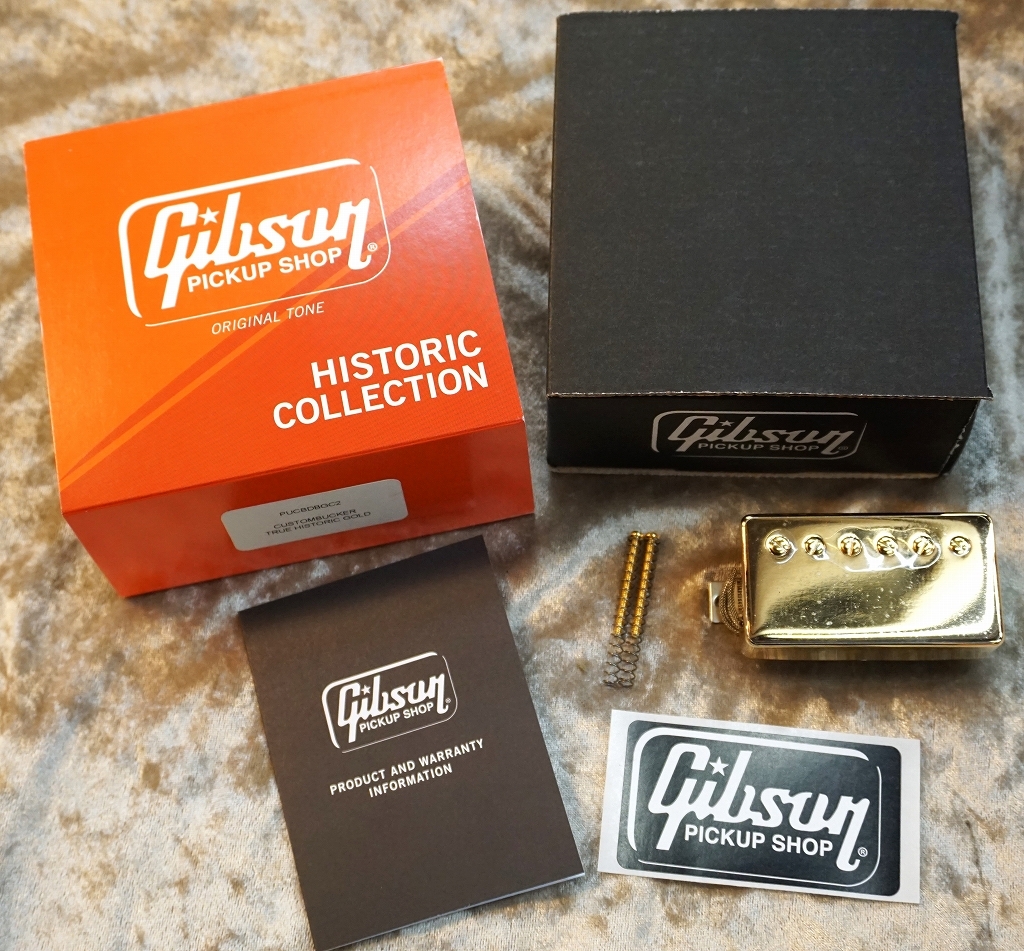 Gibson
PICKUP SHOP
®
ORIGINAL TONE
HISTORIC
COLLECTION
PUCBDBGC2
CUSTOMBUCKER
TRUE HISTORIC GOLD
Gibson
PICKUP SHOP
®
Gibson
PICKUP SHOP
®
PRODUCT AND WARRANTY
INFORMATION
Gibson
PICKUP SHOP
®